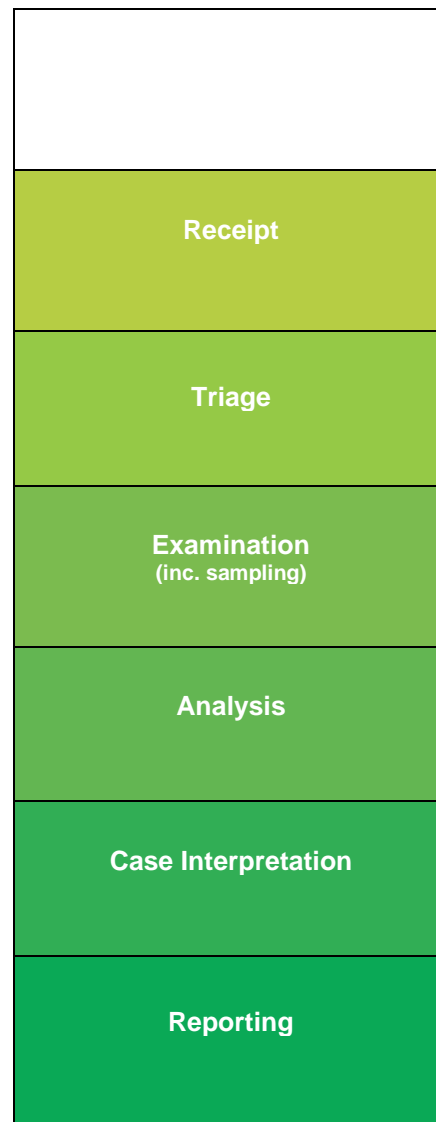 Receipt
Triage
Examination
(inc. sampling)
Analysis
Case Interpretation
Reporting